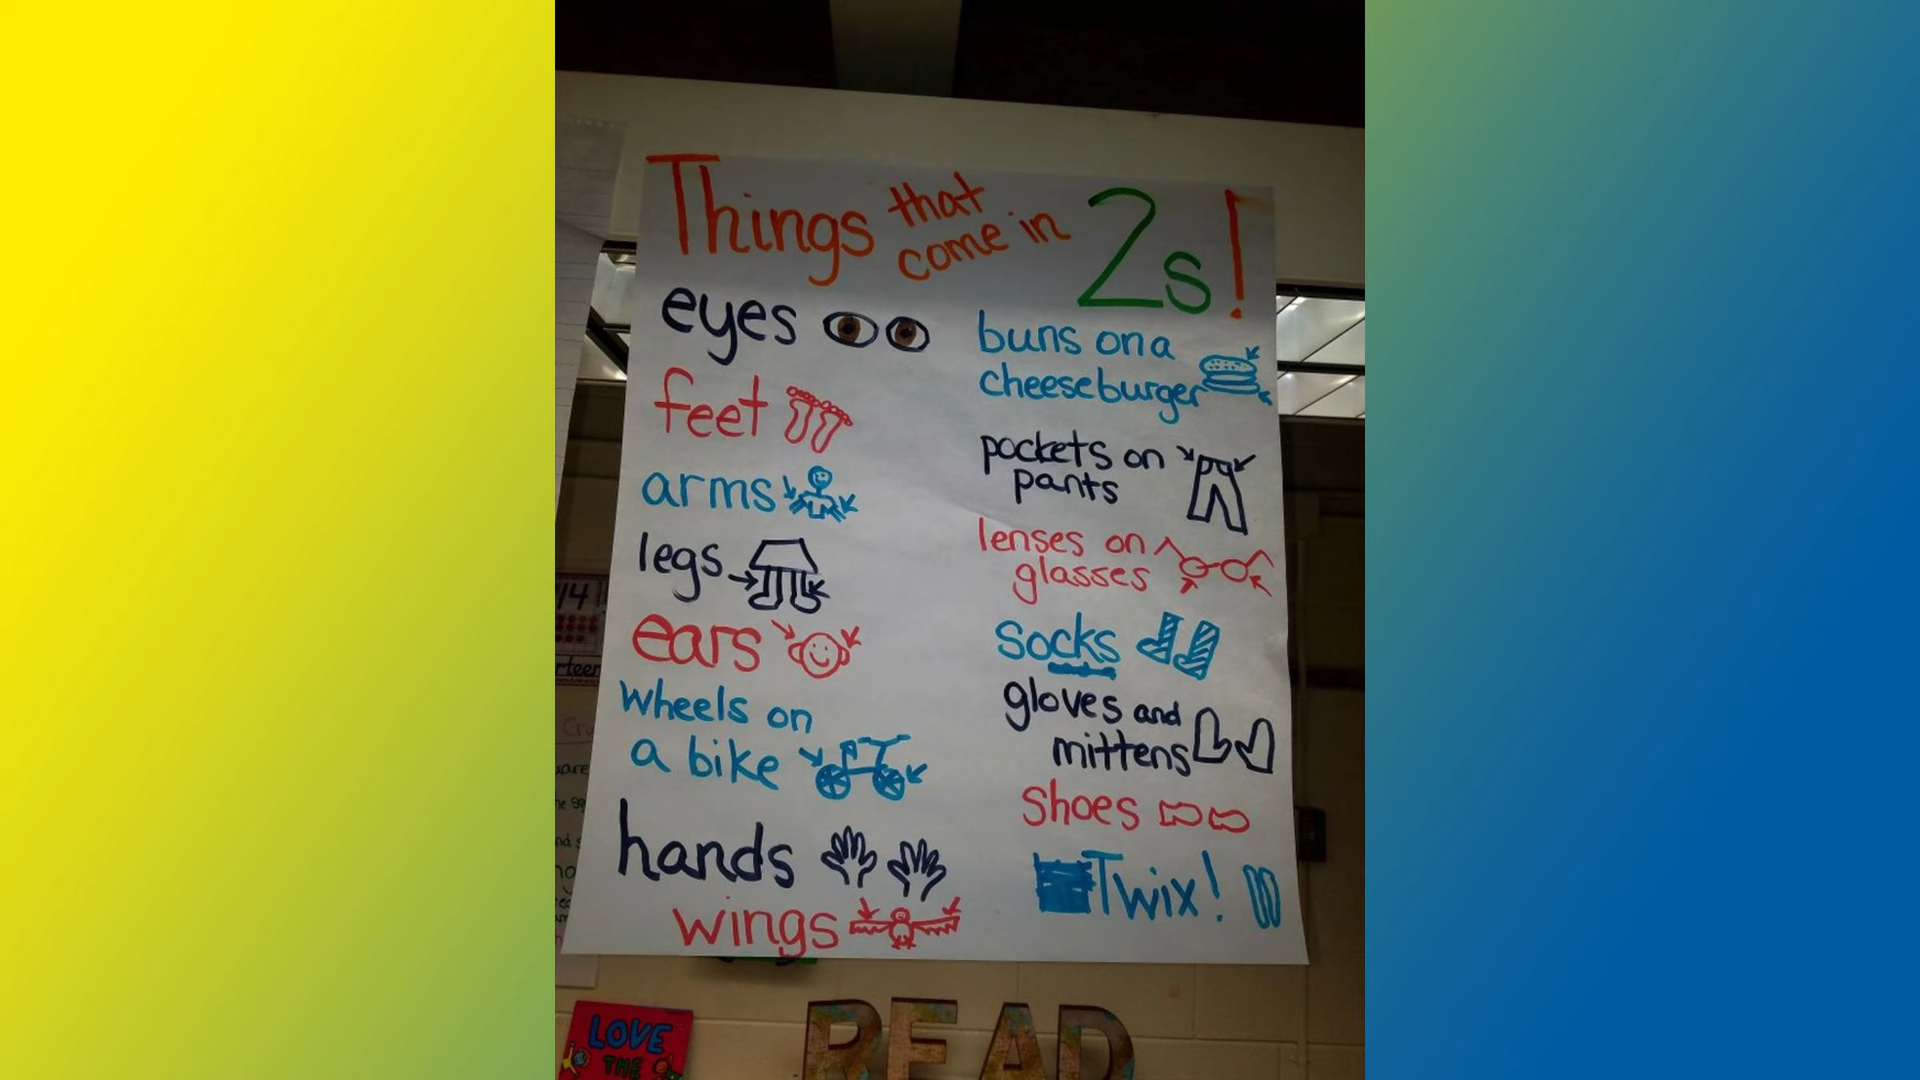 Things that
come in 2s!
eyes
feet
arms
legs
ears
wheels on
a bike
hands
wings
buns on a
cheeseburger
pockets on
pants
lenses on
glasses
socks
gloves and
mittens
shoes
Twix!
14
READ
LOVE
THE